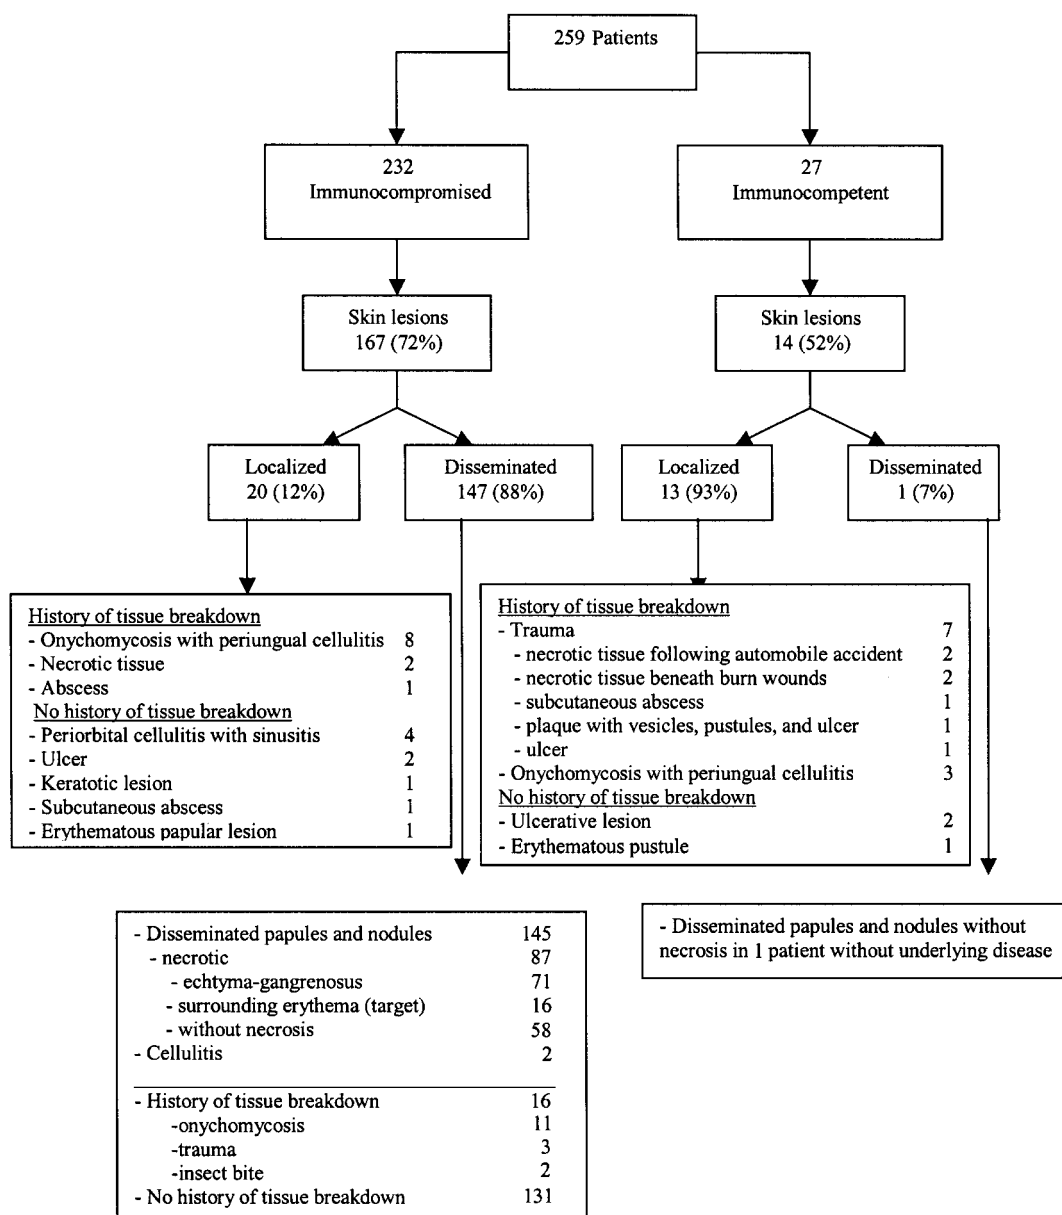 259 Patients
232
Immunocompromised
27
Immunocompetent
Skin lesions
167 (72%)
Skin lesions
14 (52%)
Localized
20 (12%)
Disseminated
147 (88%)
Localized
13 (93%)
Disseminated
1 (7%)
History of tissue breakdown
- Onychomycosis with periungual cellulitis 8
- Necrotic tissue 2
- Abscess 1
No history of tissue breakdown
- Periorbital cellulitis with sinusitis 4
- Ulcer 2
- Keratotic lesion 1
- Subcutaneous abscess 1
- Erythematous papular lesion 1
History of tissue breakdown
- Trauma 7
- necrotic tissue following automobile accident 2
- necrotic tissue beneath burn wounds 2
- subcutaneous abscess 1
- plaque with vesicles, pustules, and ulcer 1
- ulcer 1
- Onychomycosis with periungual cellulitis 3
No history of tissue breakdown
- Ulcerative lesion 2
- Erythematous pustule 1
- Disseminated papules and nodules 145
- necrotic 87
- echtyma-gangrenosus 71
- surrounding erythema (target) 16
- without necrosis 58
- Cellulitis 2
- History of tissue breakdown 16
-onychomycosis 11
-trauma 3
-insect bite 2
- No history of tissue breakdown 131
- Disseminated papules and nodules without
necrosis in 1 patient without underlying disease